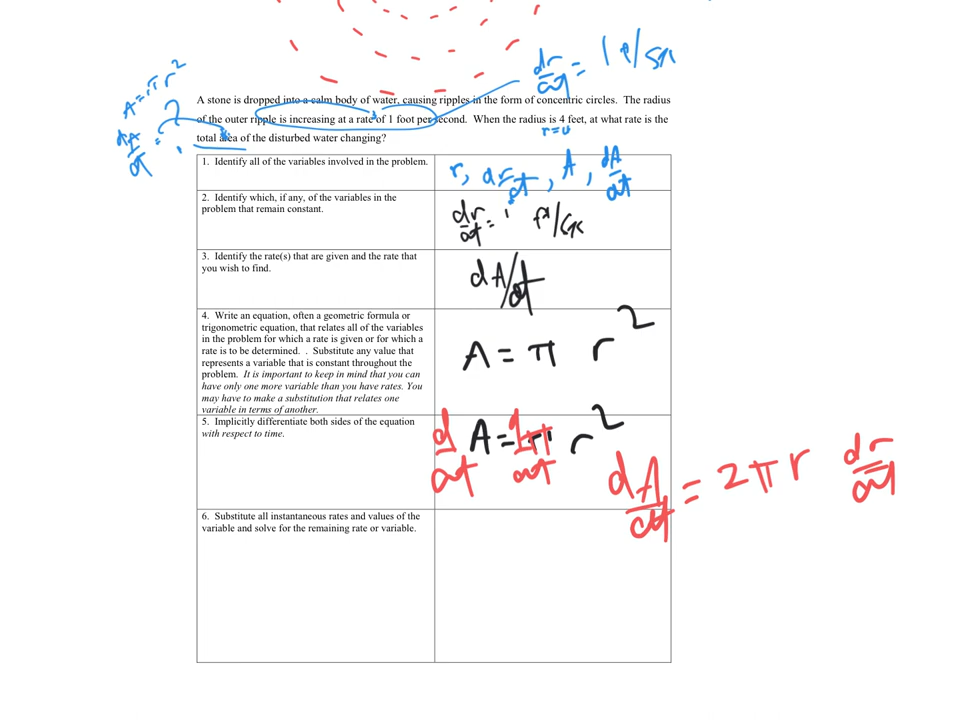 dr/dt = 1 ft/sec
A = πr²
dA/dt = ?
A stone is dropped into a calm body of water, causing ripples in the form of concentric circles. The radius
of the outer ripple is increasing at a rate of 1 foot per second. When the radius is 4 feet, at what rate is the
r=4
total area of the disturbed water changing?
1. Identify all of the variables involved in the problem.
r, dr/dt, A, dA/dt
2. Identify which, if any, of the variables in the
problem that remain constant.
dr/dt = 1 ft/sec
3. Identify the rate(s) that are given and the rate that
you wish to find.
dA/dt
4. Write an equation, often a geometric formula or
trigonometric equation, that relates all of the variables
in the problem for which a rate is given or for which a
rate is to be determined. . Substitute any value that
represents a variable that is constant throughout the
problem. It is important to keep in mind that you can
have only one more variable than you have rates. You
may have to make a substitution that relates one
variable in terms of another.
A = π r²
5. Implicitly differentiate both sides of the equation
with respect to time.
d/dt A = d/dt π r²
dA/dt = 2πr dr/dt
6. Substitute all instantaneous rates and values of the
variable and solve for the remaining rate or variable.